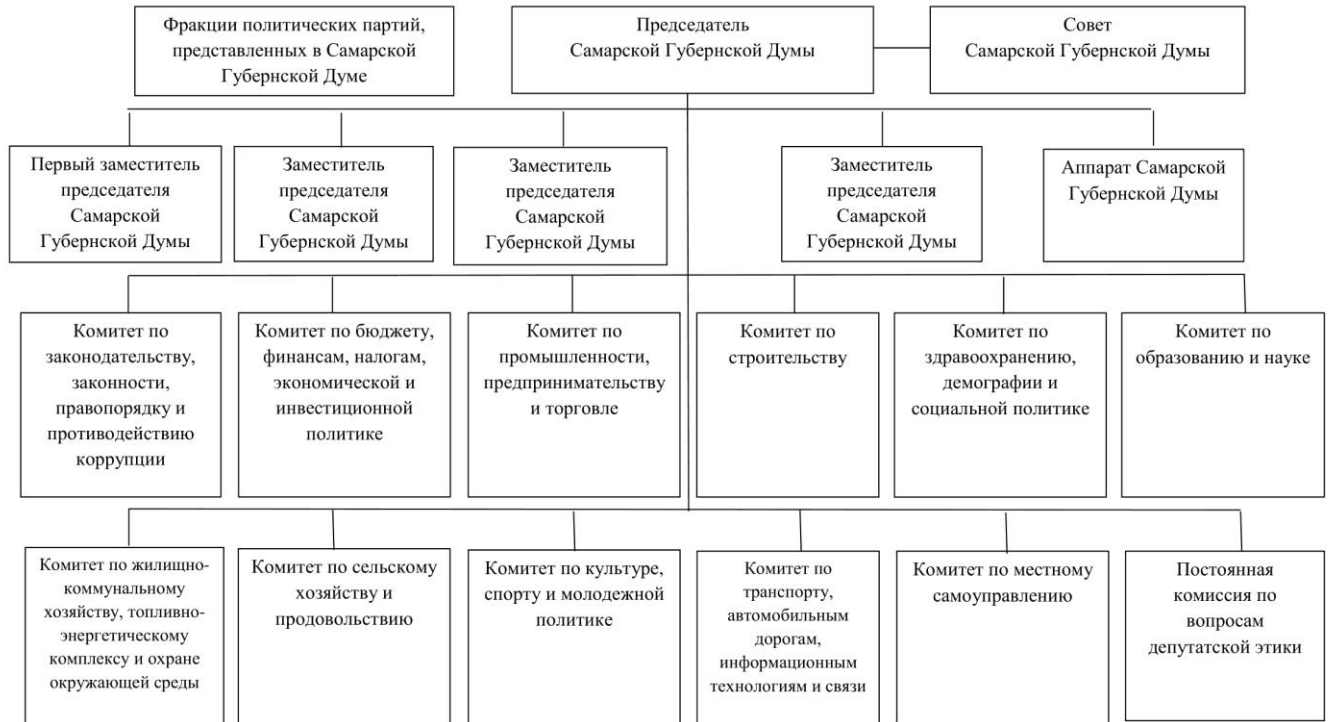 Фракции политических партий,
представленных в Самарской
Губернской Думе
Председатель
Самарской Губернской Думы
Совет
Самарской Губернской Думы
Первый заместитель
председателя
Самарской
Губернской Думы
Заместитель
председателя
Самарской
Губернской Думы
Заместитель
председателя
Самарской
Губернской Думы
Заместитель
председателя
Самарской
Губернской Думы
Аппарат Самарской
Губернской Думы
Комитет по
законодательству,
законности,
правопорядку и
противодействию
коррупции
Комитет по бюджету,
финансам, налогам,
экономической и
инвестиционной
политике
Комитет по
промышленности,
предпринимательству
и торговле
Комитет по
строительству
Комитет по
здравоохранению,
демографии и
социальной политике
Комитет по
образованию и науке
Комитет по жилищно-
коммунальному
хозяйству, топливно-
энергетическому
комплексу и охране
окружающей среды
Комитет по сельскому
хозяйству и
продовольствию
Комитет по культуре,
спорту и молодежной
политике
Комитет по
транспорту,
автомобильным
дорогам,
информационным
технологиям и связи
Комитет по местному
самоуправлению
Постоянная
комиссия по
вопросам
депутатской этики